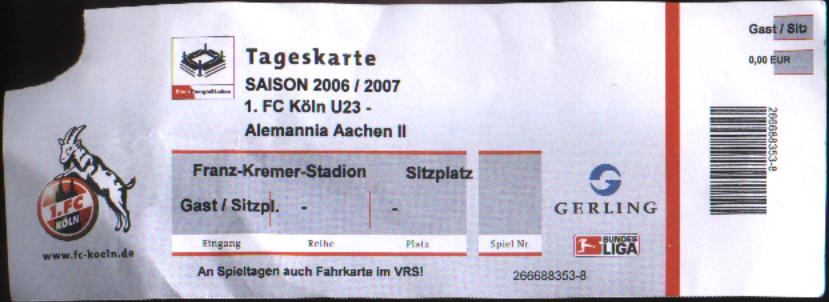 Tageskarte
SAISON 2006 / 2007
1. FC Köln U23 -
Alemannia Aachen II
Franz-Kremer-Stadion Sitzplatz
Gast / Sitzpl. - -
Eingang Reihe Platz Spiel Nr.
An Spieltagen auch Fahrkarte im VRS!
266688353-8
1.FC
KÖLN
www.fc-koeln.de
GERLING
BUNDES
LIGA
Gast / Sitz
0,00 EUR
266688353-8